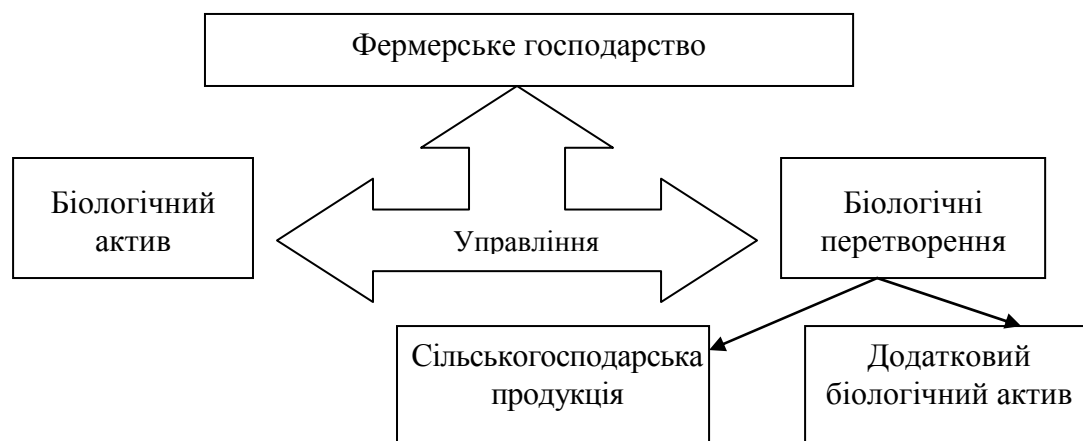 Фермерське господарство
Біологічний
актив
Управління
Біологічні
перетворення
Сільськогосподарська
продукція
Додатковий
біологічний актив